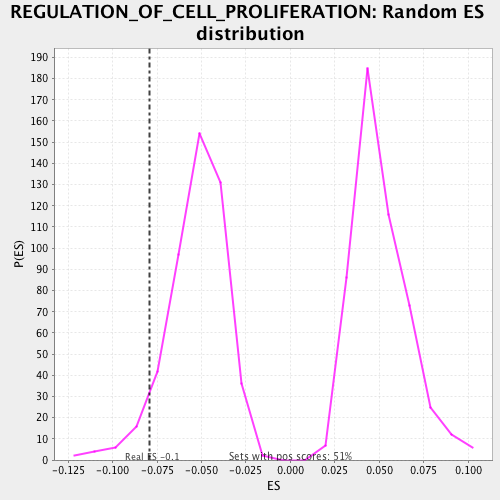 REGULATION_OF_CELL_PROLIFERATION: Random ES
distribution
190
180
170
160
150
140
130
120
110
100
90
80
70
60
50
40
30
20
10
0
P(ES)
Real ES -0.1
Sets with pos scores: 51%
-0.125 -0.100 -0.075 -0.050 -0.025 0.000 0.025 0.050 0.075 0.100
ES